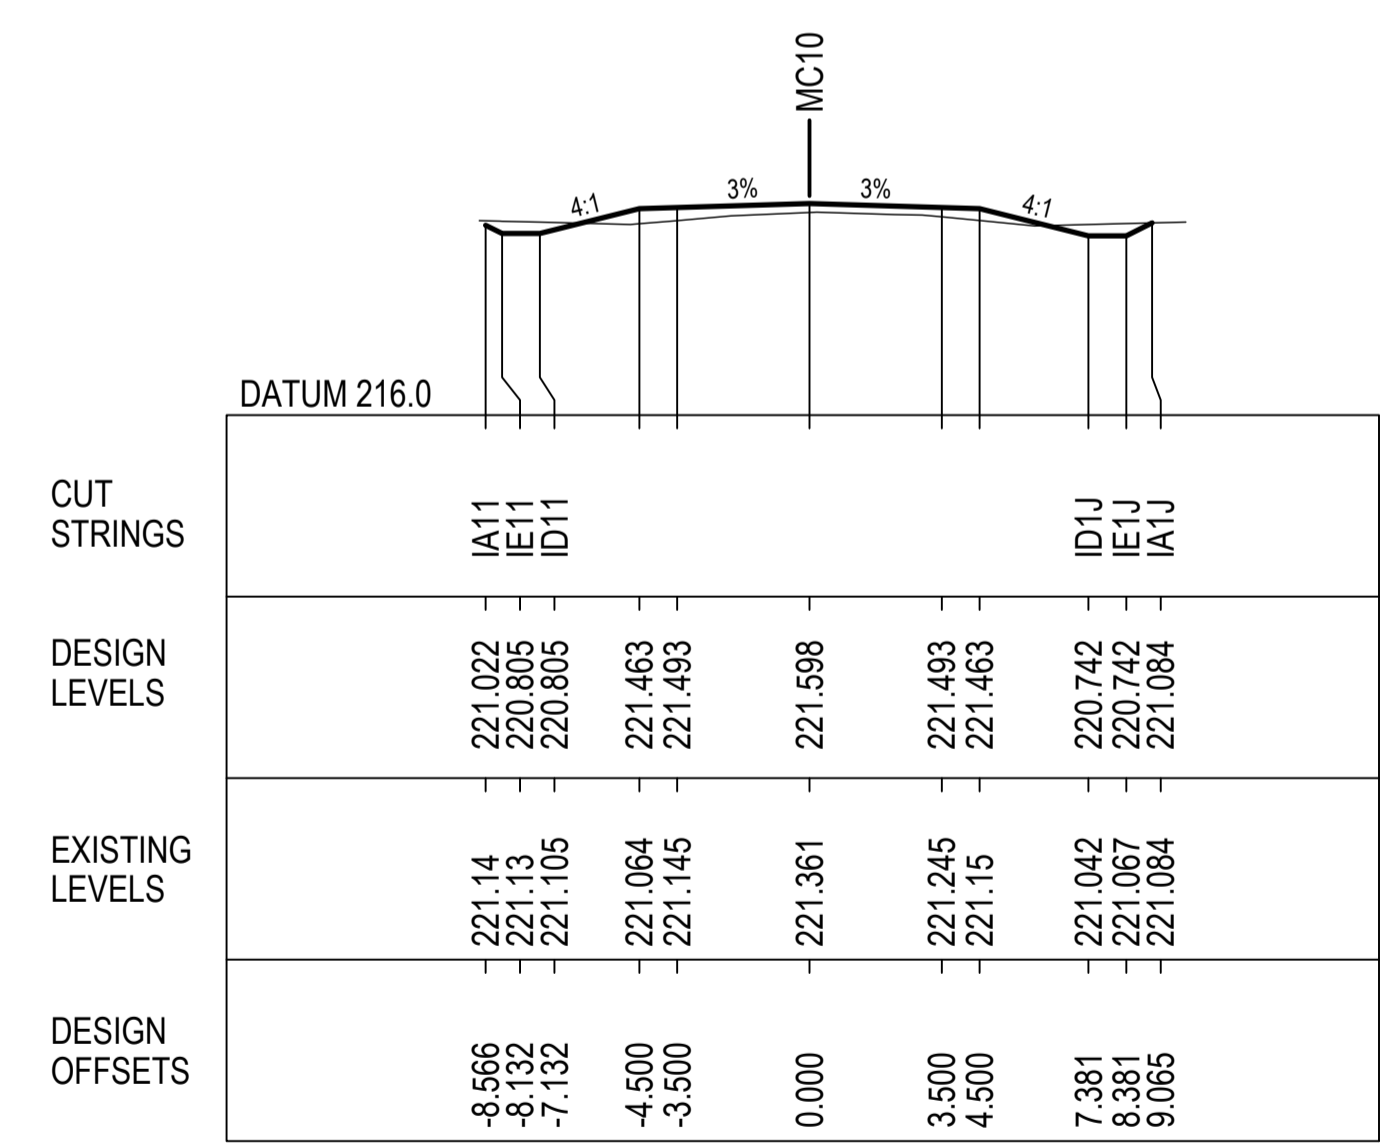 MC10
4:1
3%
3%
4:1
DATUM 216.0
CUT
STRINGS
IA11
IE11
ID11
ID1J
IE1J
IA1J
DESIGN
LEVELS
221.022
220.805
220.805
221.463
221.493
221.598
221.493
221.463
220.742
220.742
221.084
EXISTING
LEVELS
221.14
221.13
221.105
221.064
221.145
221.361
221.245
221.15
221.042
221.067
221.084
DESIGN
OFFSETS
-8.566
-8.132
-7.132
-4.500
-3.500
0.000
3.500
4.500
7.381
8.381
9.065